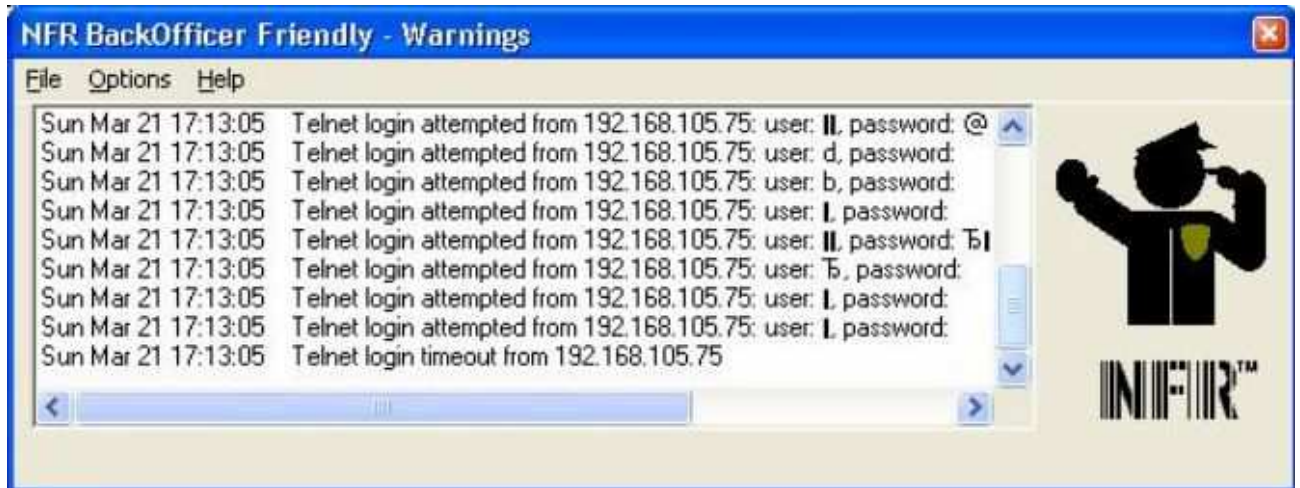 NFR BackOfficer Friendly - Warnings
File Options Help
Sun Mar 21 17:13:05 Telnet login attempted from 192.168.105.75: user: ||, password: @
Sun Mar 21 17:13:05 Telnet login attempted from 192.168.105.75: user: d, password:
Sun Mar 21 17:13:05 Telnet login attempted from 192.168.105.75: user: b, password:
Sun Mar 21 17:13:05 Telnet login attempted from 192.168.105.75: user: |, password:
Sun Mar 21 17:13:05 Telnet login attempted from 192.168.105.75: user: ||, password: Ђ|
Sun Mar 21 17:13:05 Telnet login attempted from 192.168.105.75: user: Ђ, password:
Sun Mar 21 17:13:05 Telnet login attempted from 192.168.105.75: user: |, password:
Sun Mar 21 17:13:05 Telnet login attempted from 192.168.105.75: user: |, password:
Sun Mar 21 17:13:05 Telnet login timeout from 192.168.105.75
NFR™